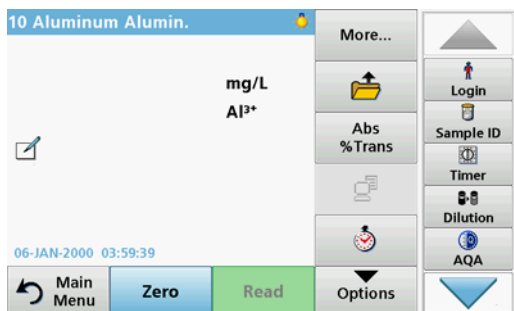 10 Aluminum Alumin.
mg/L
Al³⁺
06-JAN-2000 03:59:39
Main
Menu
Zero
Read
Options
More...
Abs
%Trans
Login
Sample ID
Timer
Dilution
AQA